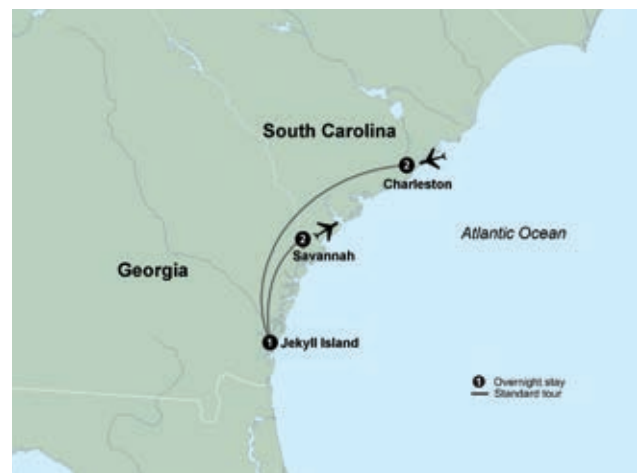 South Carolina
2
Charleston
Atlantic Ocean
2
Savannah
Georgia
1 Jekyll Island
1 Overnight stay
Standard tour